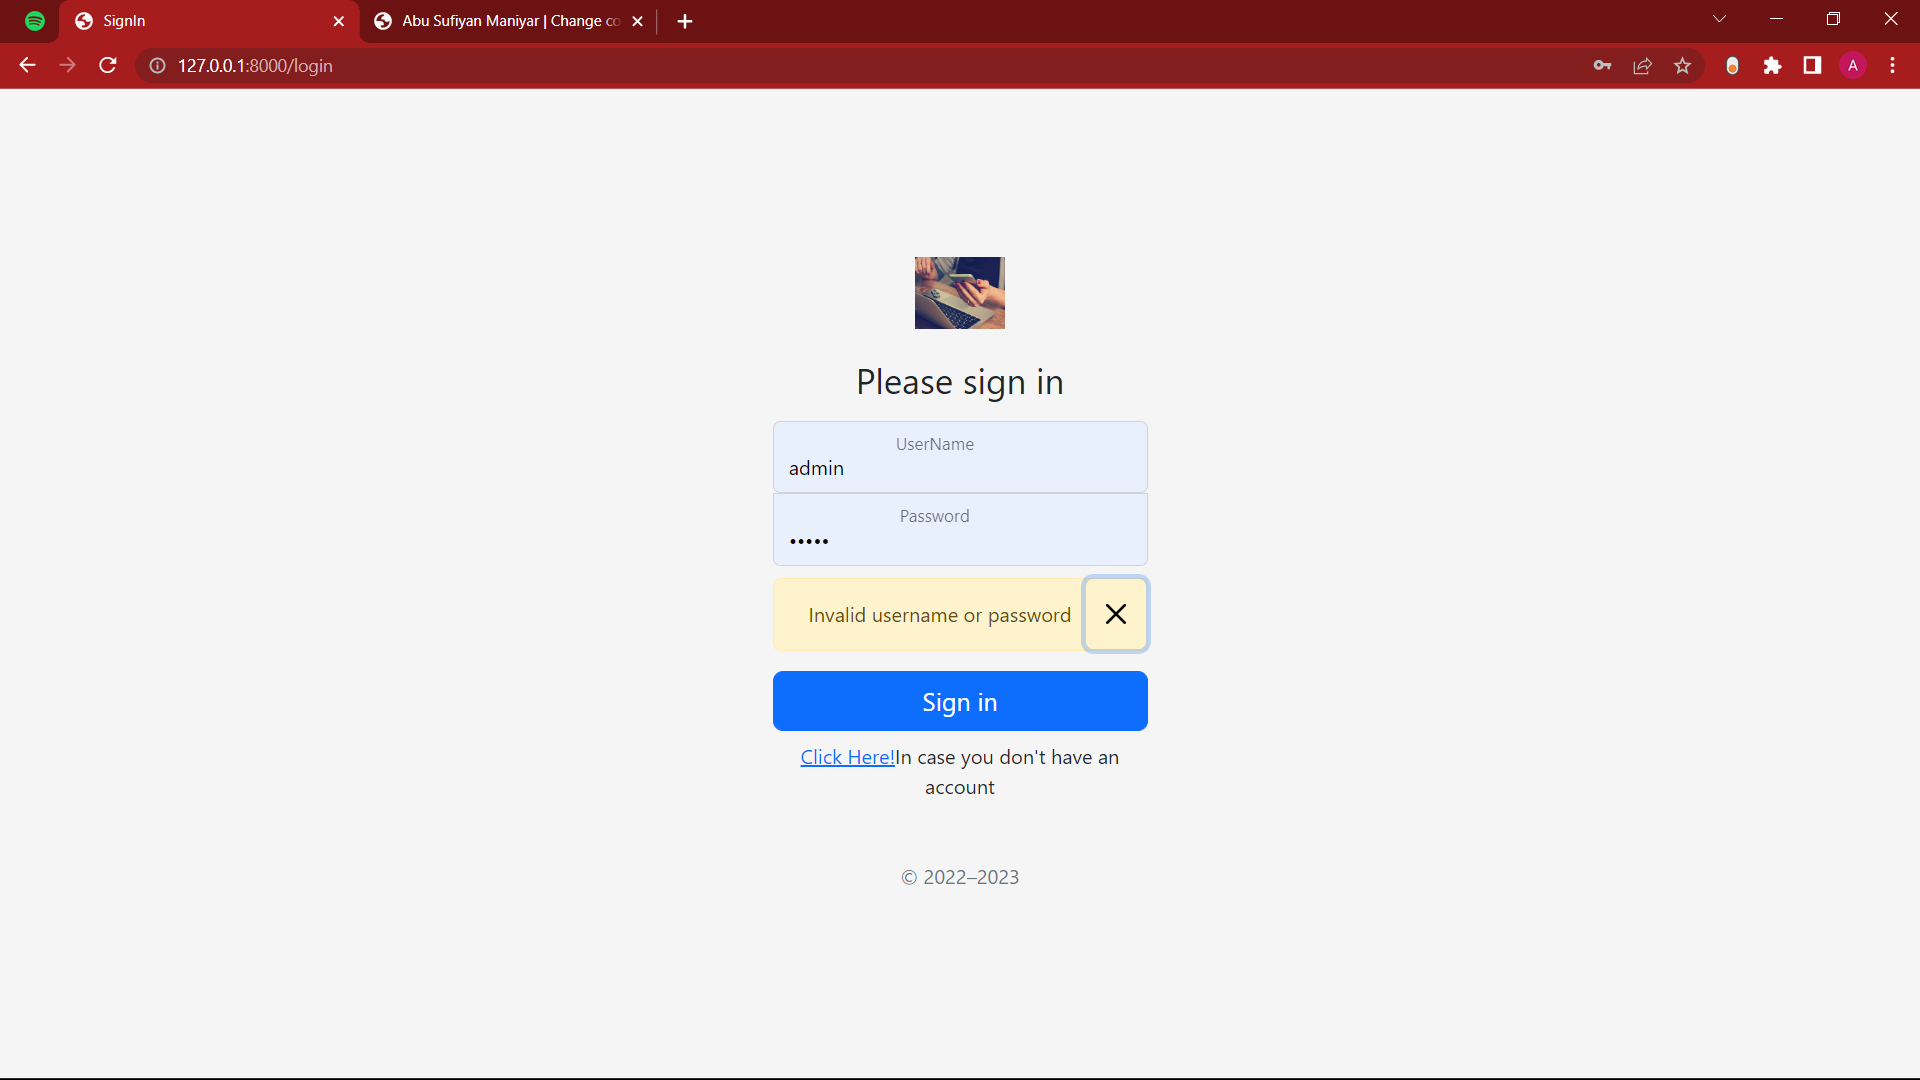 SignIn
Abu Sufiyan Maniyar | Change co
127.0.0.1:8000/login
A
Please sign in
UserName
admin
Password
•••••
Invalid username or password
Sign in
Click Here!In case you don't have an
account
© 2022–2023